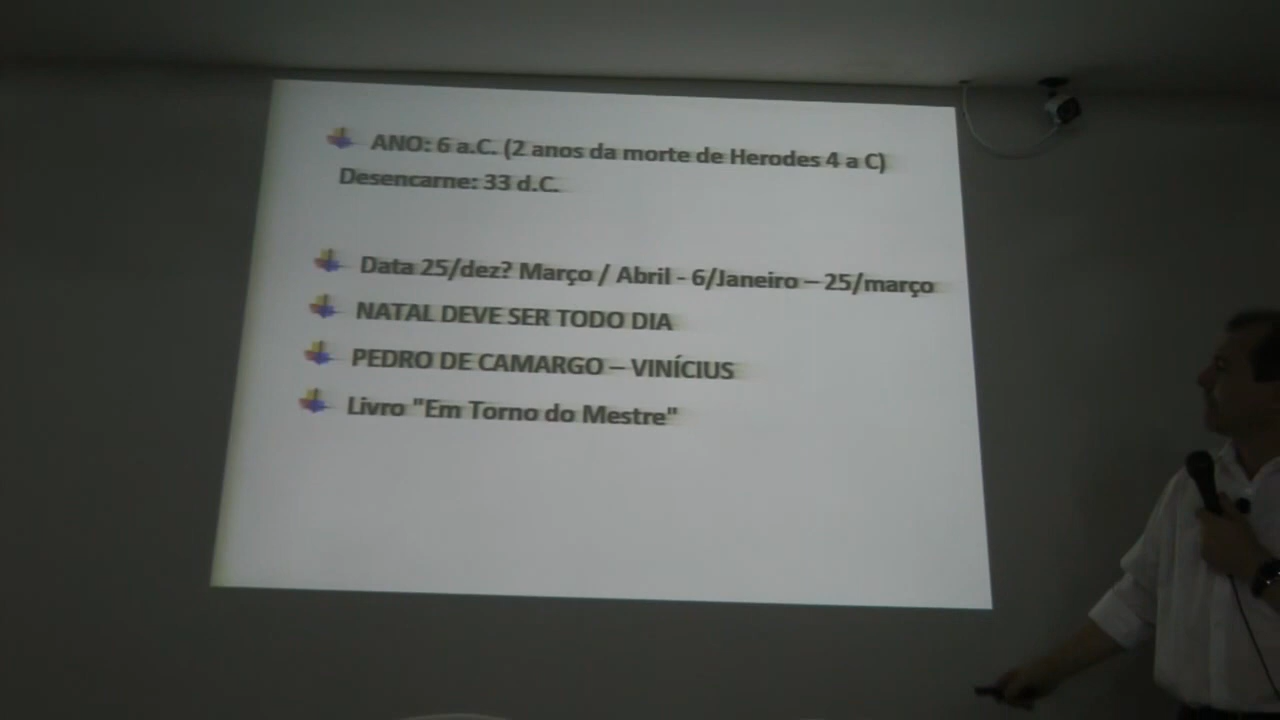 ANO: 6 a.C. (2 anos da morte de Herodes 4 a C)
Desencarne: 33 d.C.
Data 25/dez? Março / Abril - 6/Janeiro – 25/março
NATAL DEVE SER TODO DIA
PEDRO DE CAMARGO – VINÍCIUS
Livro "Em Torno do Mestre"